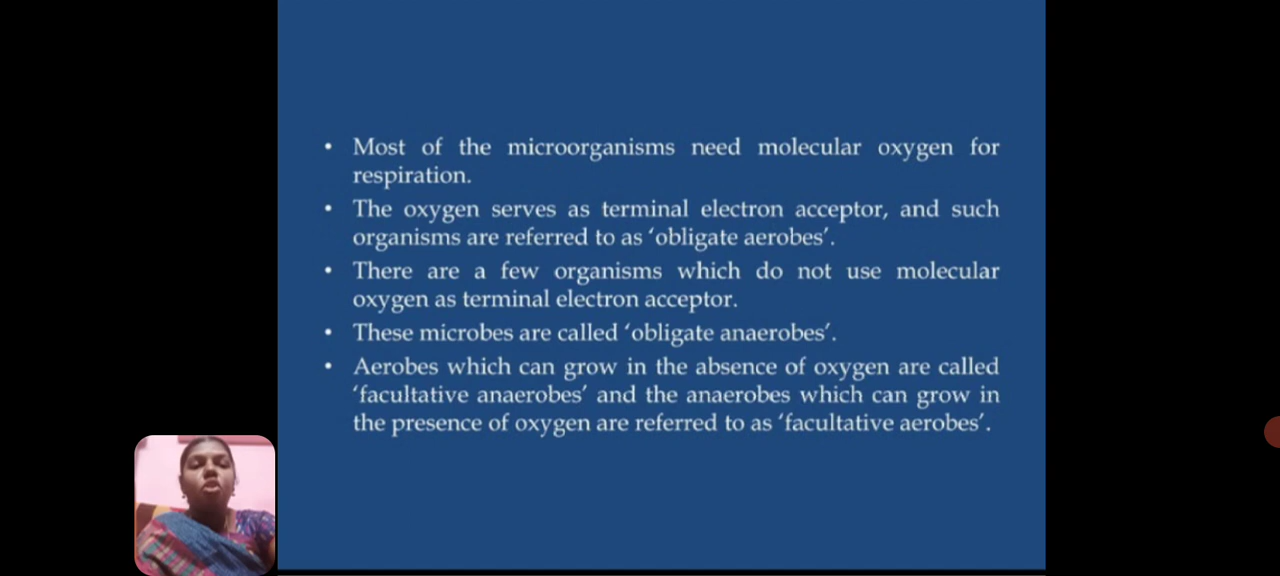 • Most of the microorganisms need molecular oxygen for
respiration.
• The oxygen serves as terminal electron acceptor, and such
organisms are referred to as ‘obligate aerobes’.
• There are a few organisms which do not use molecular
oxygen as terminal electron acceptor.
• These microbes are called ‘obligate anaerobes’.
• Aerobes which can grow in the absence of oxygen are called
‘facultative anaerobes’ and the anaerobes which can grow in
the presence of oxygen are referred to as ‘facultative aerobes’.